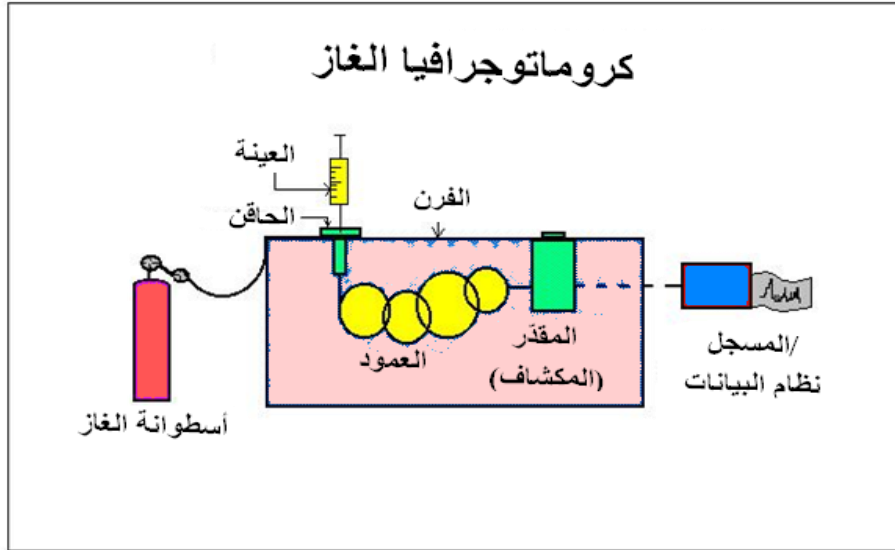 كروماتوجرافيا الغاز
العينة
الحاقن
الفرن
العمود
المقدّر
(المكشاف)
المسجل/
نظام البيانات
أسطوانة الغاز